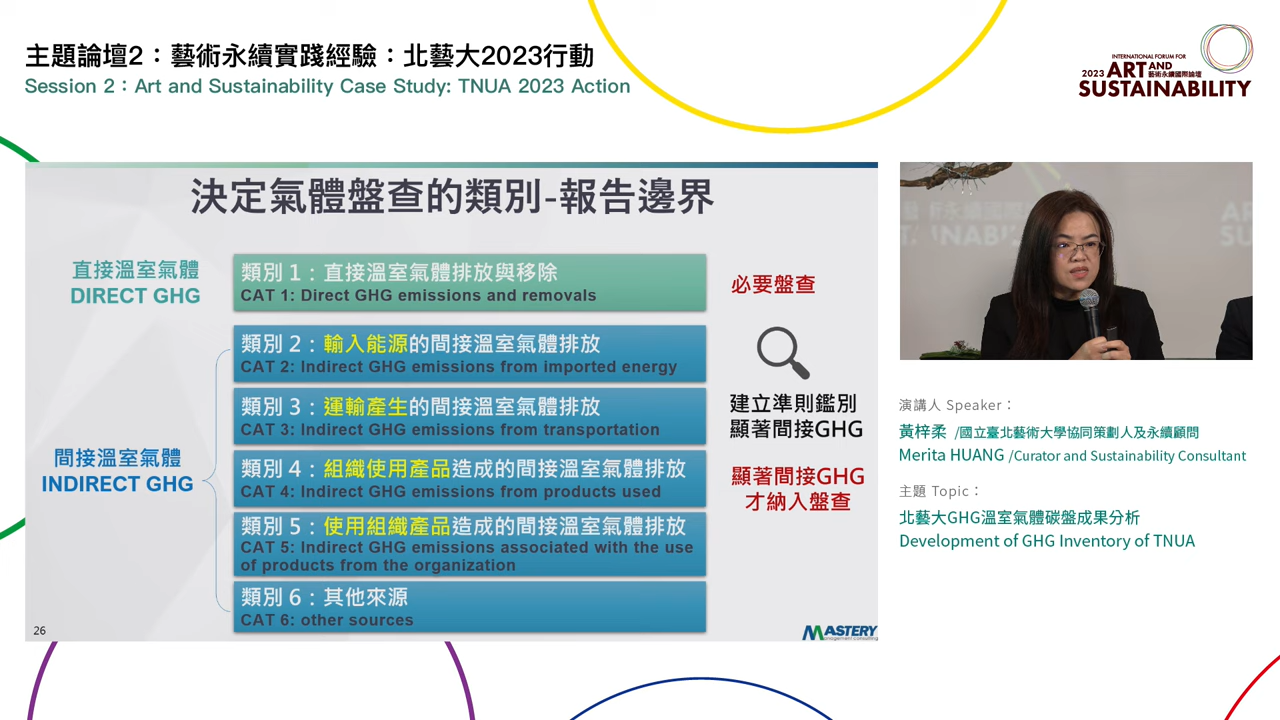 主題論壇2：藝術永續實踐經驗：北藝大2023行動
Session 2：Art and Sustainability Case Study: TNUA 2023 Action
INTERNATIONAL FORUM FOR
2023 ART AND
藝術永續國際論壇
SUSTAINABILITY
決定氣體盤查的類別-報告邊界
直接溫室氣體
DIRECT GHG
類別 1：直接溫室氣體排放與移除
CAT 1: Direct GHG emissions and removals
必要盤查
類別 2：輸入能源的間接溫室氣體排放
CAT 2: Indirect GHG emissions from imported energy
類別 3：運輸產生的間接溫室氣體排放
CAT 3: Indirect GHG emissions from transportation
建立準則鑑別
顯著間接GHG
間接溫室氣體
INDIRECT GHG
類別 4：組織使用產品造成的間接溫室氣體排放
CAT 4: Indirect GHG emissions from products used
顯著間接GHG
才納入盤查
類別 5：使用組織產品造成的間接溫室氣體排放
CAT 5: Indirect GHG emissions associated with the use
of products from the organization
類別 6：其他來源
CAT 6: other sources
26
MASTERY
演講人 Speaker：
黃梓柔 /國立臺北藝術大學協同策劃人及永續顧問
Merita HUANG /Curator and Sustainability Consultant
主題 Topic：
北藝大GHG溫室氣體碳盤成果分析
Development of GHG Inventory of TNUA